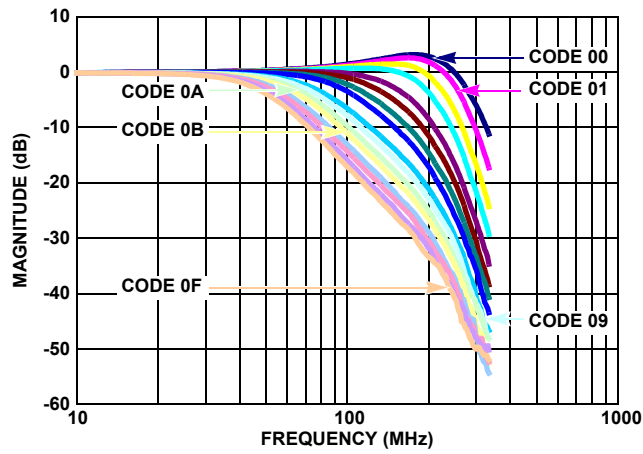 10
0
-10
-20
-30
-40
-50
-60
MAGNITUDE (dB)
CODE 00
CODE 01
CODE 0A
CODE 0B
CODE 0F
CODE 09
10
100
1000
FREQUENCY (MHz)